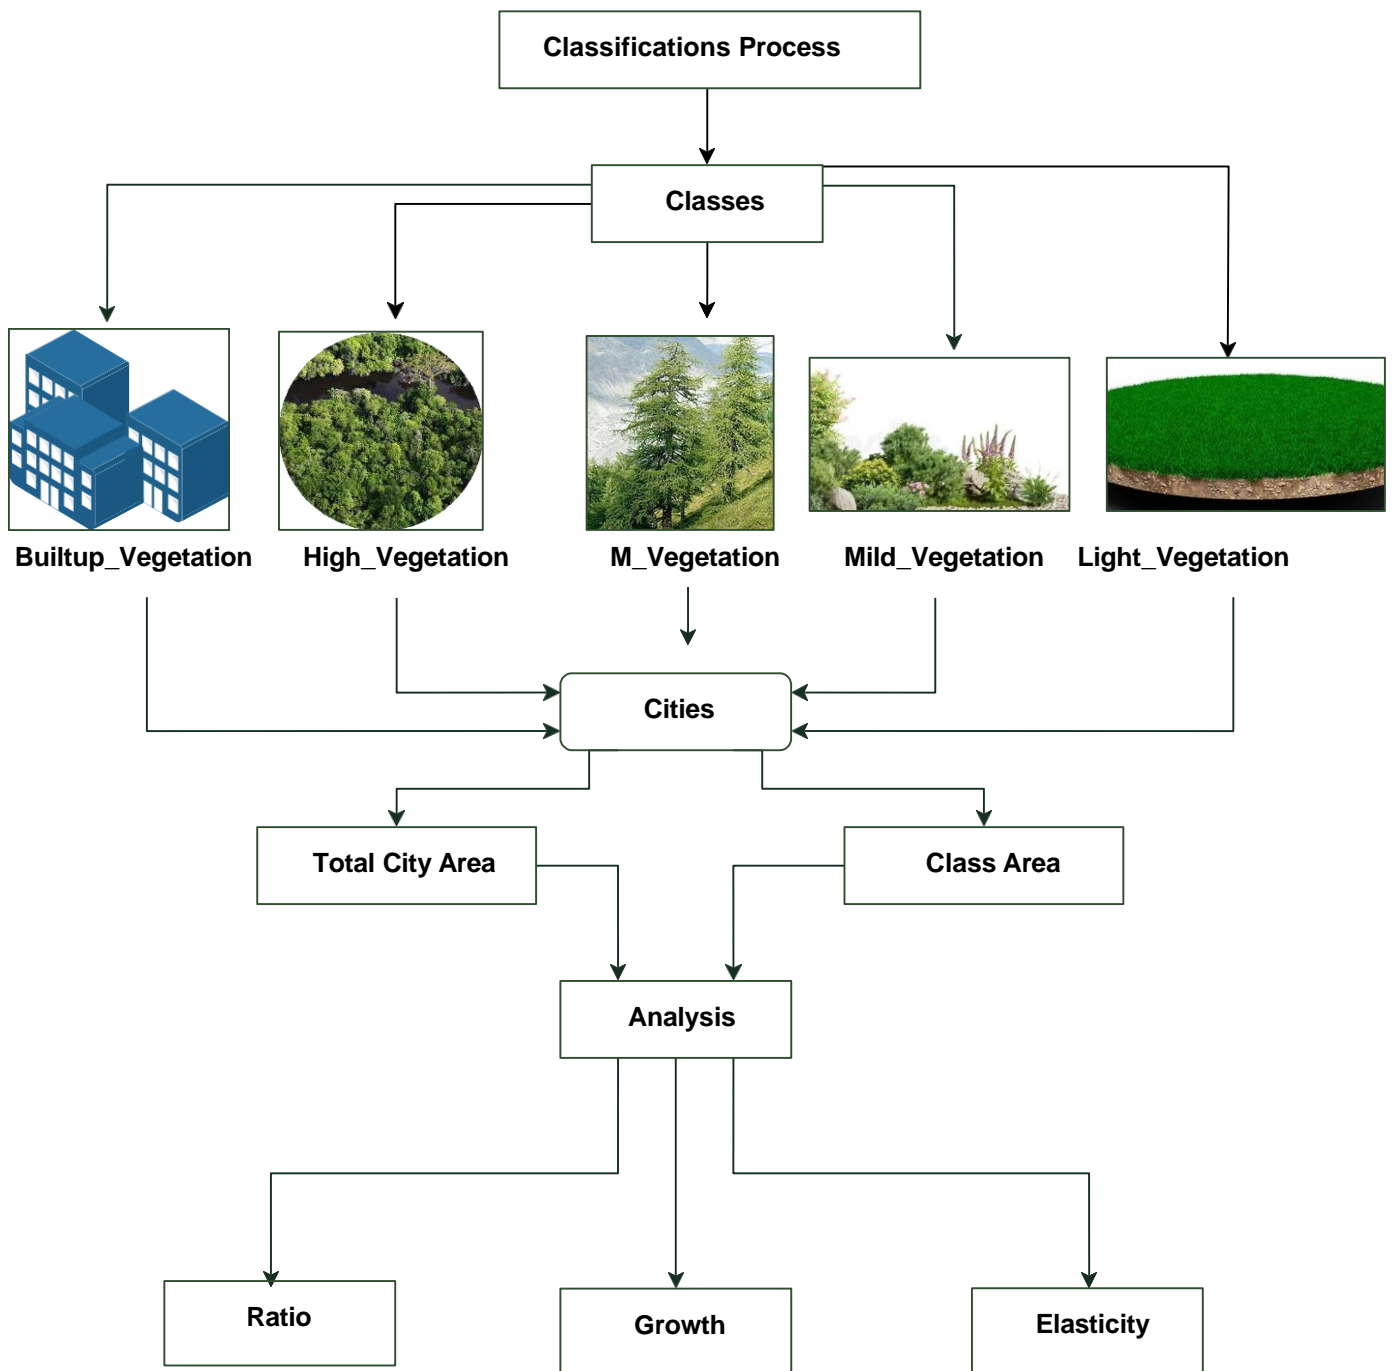 Classifications Process
Classes
Builtup_Vegetation
High_Vegetation
M_Vegetation
Mild_Vegetation
Light_Vegetation
Cities
Total City Area
Class Area
Analysis
Ratio
Growth
Elasticity